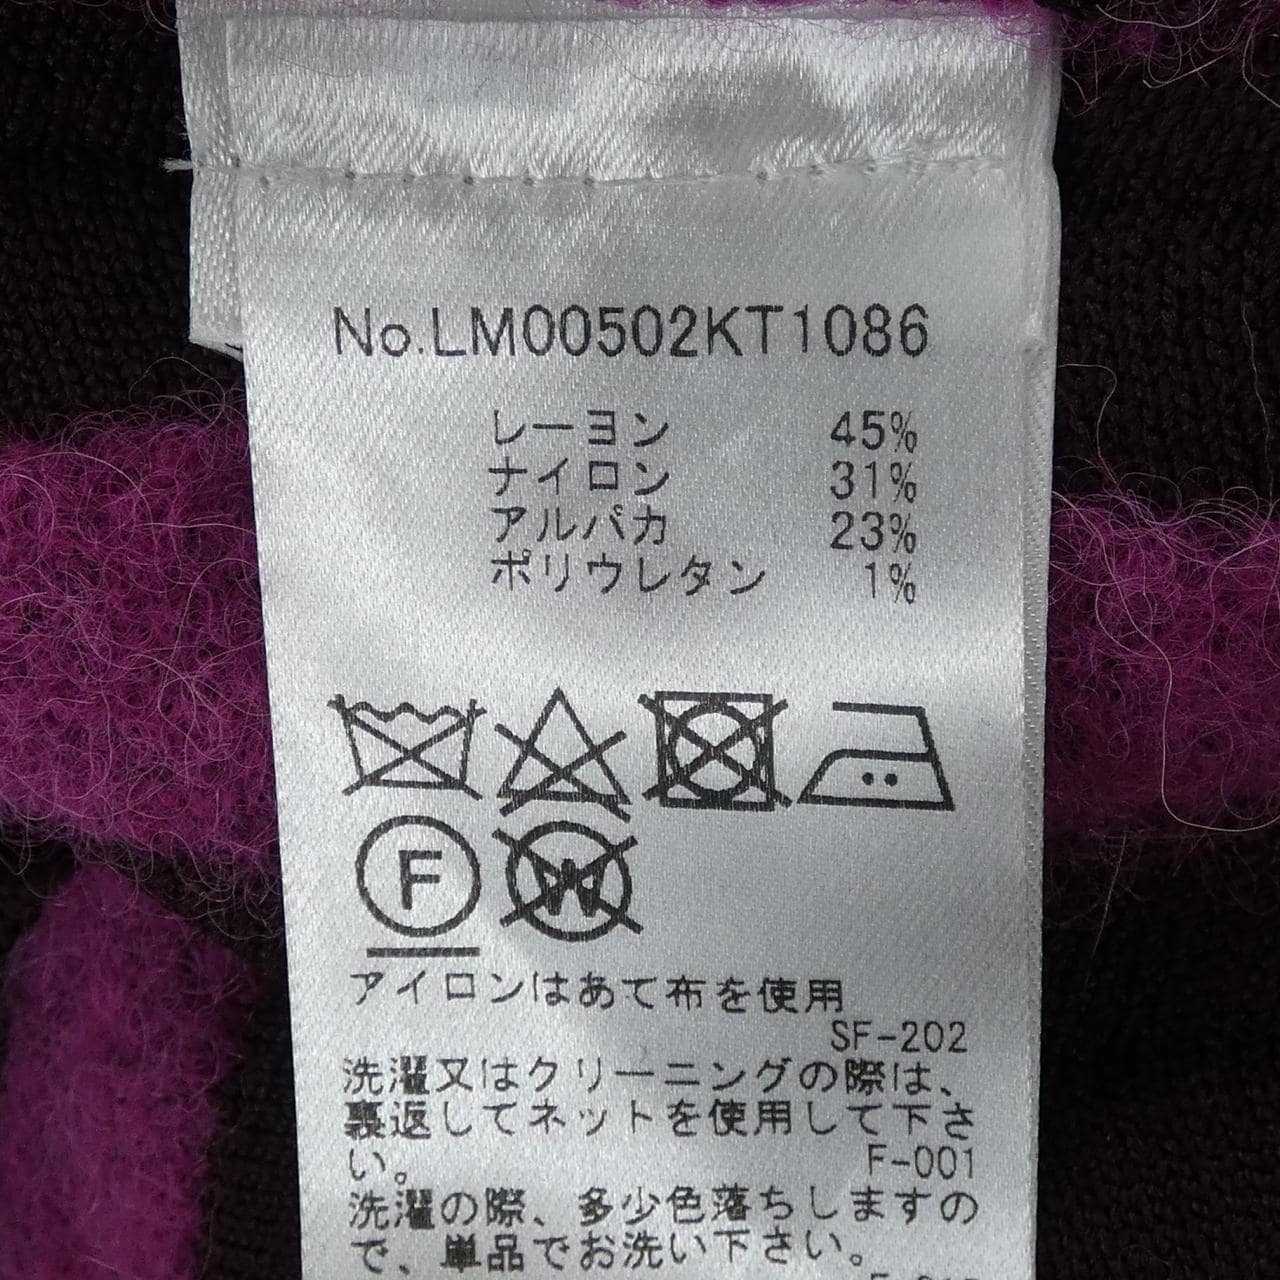 No.LM00502KT1086
レーヨン 45%
ナイロン 31%
アルパカ 23%
ポリウレタン 1%
F
W
アイロンはあて布を使用
SF-202
洗濯又はクリーニングの際は、
裏返してネットを使用して下さ
い。 F-001
洗濯の際、多少色落ちしますの
で、単品でお洗い下さい。